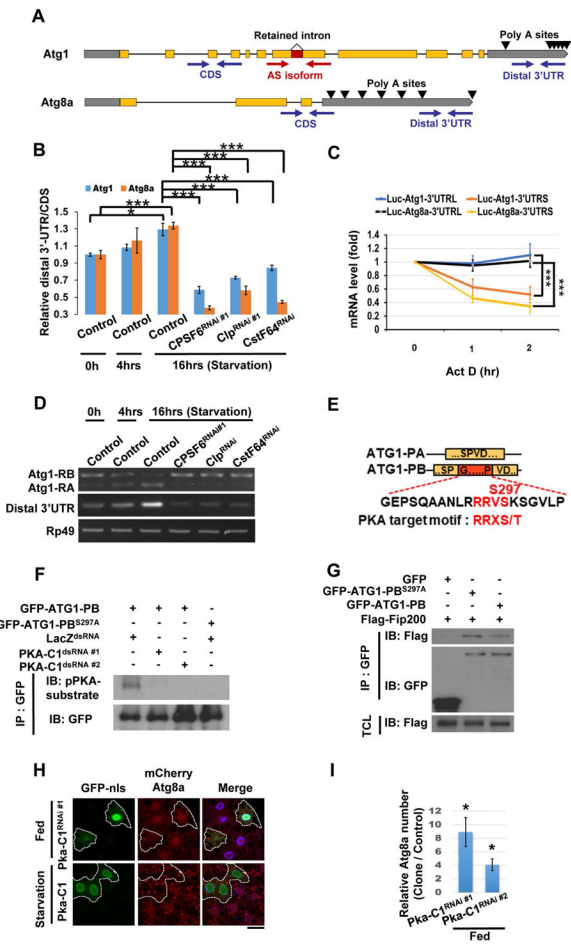 A
Retained intron
Poly A sites
Atg1
CDS
AS isoform
Distal 3'UTR
Poly A sites
Atg8a
CDS
Distal 3'UTR
B
Relative distal 3'-UTR/CDS
Atg1 Atg8a
***
***
***
***
***
***
***
*
1.5
1.3
1.1
0.9
0.7
0.5
0.3
Control
Control
Control
CPSF6RNAi #1
ClpRNAi #1
CstF64RNAi
0h
4hrs
16hrs (Starvation)
C
Luc-Atg1-3'UTRL
Luc-Atg1-3'UTRS
Luc-Atg8a-3'UTRL
Luc-Atg8a-3'UTRS
mRNA level (fold)
1.4
1.2
1
0.8
0.6
0.4
0.2
0
***
***
0
1
2
Act D (hr)
D
0h
4hrs
16hrs (Starvation)
Control
Control
Control
CPSF6RNAi#1
ClpRNAi
CstF64RNAi
Atg1-RB
Atg1-RA
Distal 3'UTR
Rp49
E
ATG1-PA
...SPVD...
ATG1-PB
...SP G......P VD...
S297
GEPSQAANLRRRVSKSGVLP
PKA target motif : RRXS/T
F
GFP-ATG1-PB + + + -
GFP-ATG1-PBS297A - - - +
LacZdsRNA + - - +
PKA-C1dsRNA #1 - + - -
PKA-C1dsRNA #2 - - + -
IP : GFP
IB: pPKA-substrate
IB: GFP
G
GFP + - -
GFP-ATG1-PBS297A - + -
GFP-ATG1-PB - - +
Flag-Fip200 + + +
IP : GFP
IB: Flag
IB: GFP
TCL
IB: Flag
H
GFP-nls
mCherry Atg8a
Merge
Fed
Pka-C1RNAi #1
Starvation
Pka-C1
I
Relative Atg8a number
(Clone / Control)
14
12
10
8
6
4
2
0
*
*
Pka-C1RNAi #1
Pka-C1RNAi #2
Fed